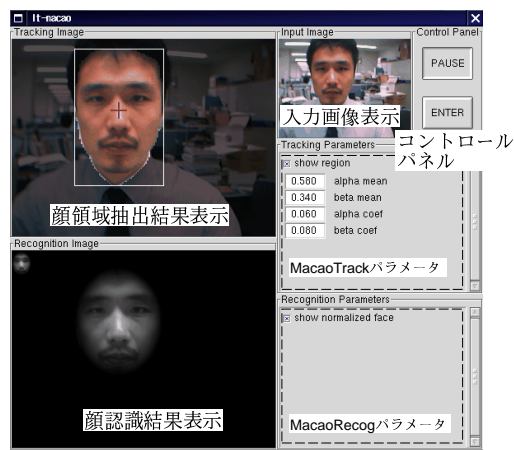 lt-nacao
Tracking Image
Input Image
Control Panel
PAUSE
ENTER
入力画像表示
コントロール
パネル
顔領域抽出結果表示
Tracking Parameters
show region
0.580 alpha mean
0.340 beta mean
0.060 alpha coef
0.080 beta coef
MacaoTrackパラメータ
Recognition Image
顔認識結果表示
Recognition Parameters
show normalized face
MacaoRecogパラメータ